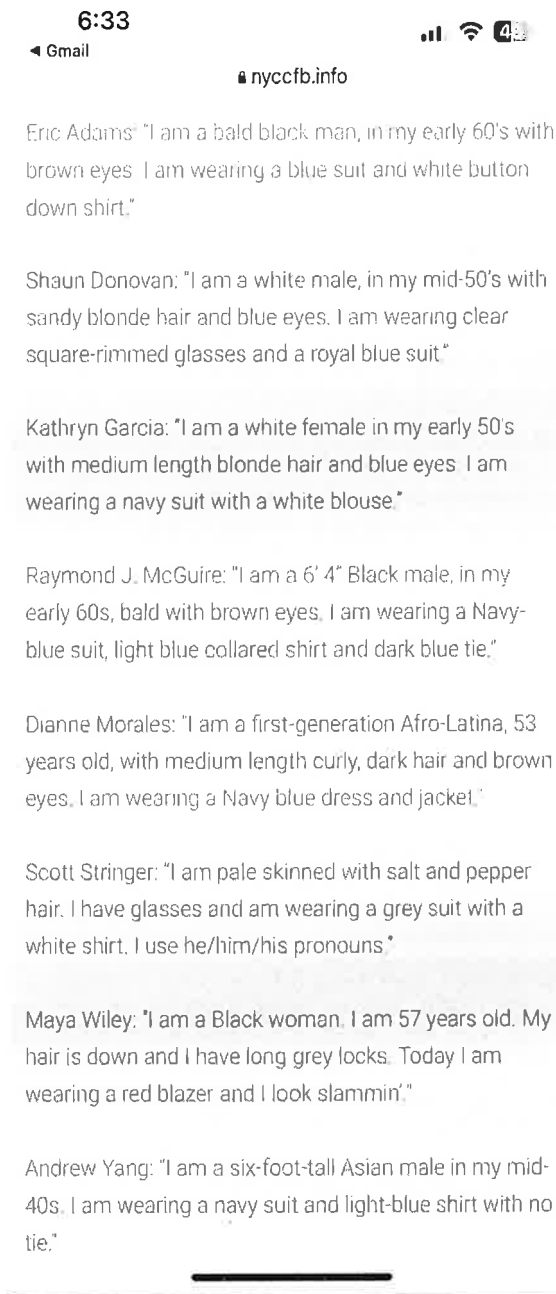 6:33
◄ Gmail
nyccfb.info
Eric Adams: "I am a bald black man, in my early 60's with
brown eyes. I am wearing a blue suit and white button
down shirt."
Shaun Donovan: "I am a white male, in my mid-50's with
sandy blonde hair and blue eyes. I am wearing clear
square-rimmed glasses and a royal blue suit."
Kathryn Garcia: "I am a white female in my early 50's
with medium length blonde hair and blue eyes. I am
wearing a navy suit with a white blouse."
Raymond J. McGuire: "I am a 6' 4" Black male, in my
early 60s, bald with brown eyes. I am wearing a Navy-
blue suit, light blue collared shirt and dark blue tie."
Dianne Morales: "I am a first-generation Afro-Latina, 53
years old, with medium length curly, dark hair and brown
eyes. I am wearing a Navy blue dress and jacket."
Scott Stringer: "I am pale skinned with salt and pepper
hair. I have glasses and am wearing a grey suit with a
white shirt. I use he/him/his pronouns."
Maya Wiley: "I am a Black woman. I am 57 years old. My
hair is down and I have long grey locks. Today I am
wearing a red blazer and I look slammin'."
Andrew Yang: "I am a six-foot-tall Asian male in my mid-
40s. I am wearing a navy suit and light-blue shirt with no
tie."